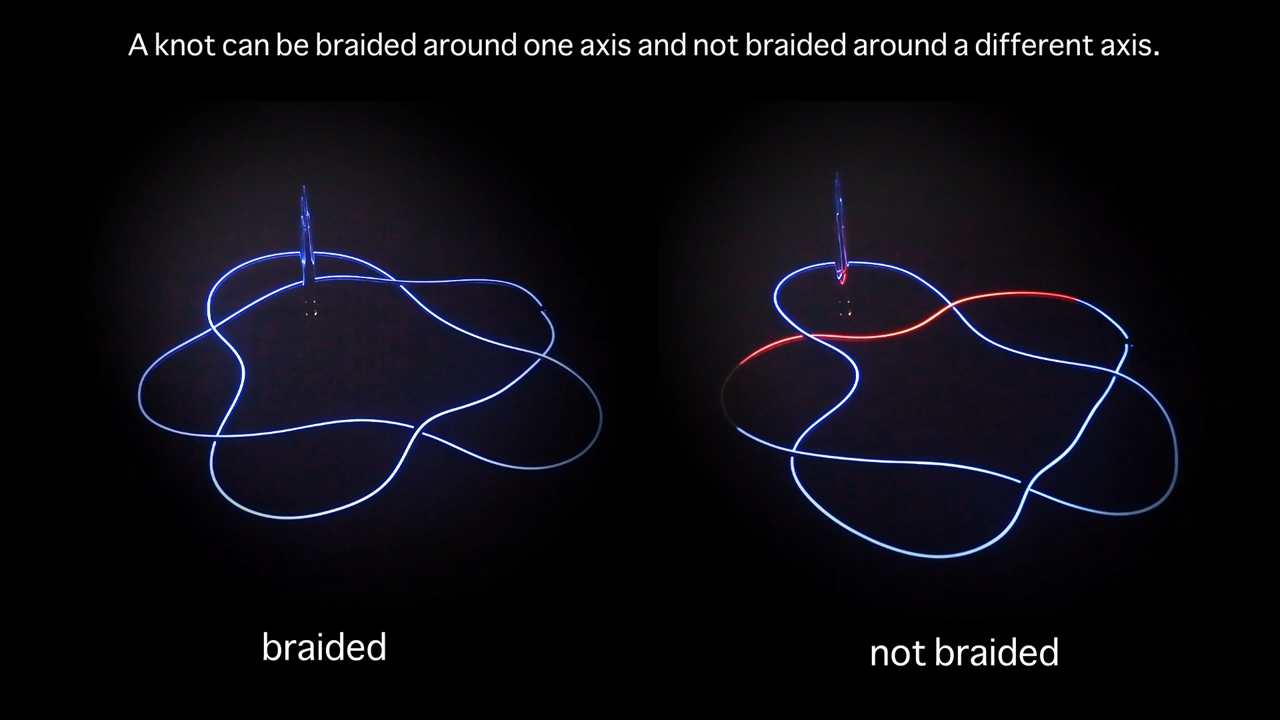 A knot can be braided around one axis and not braided around a different axis.
braided
not braided